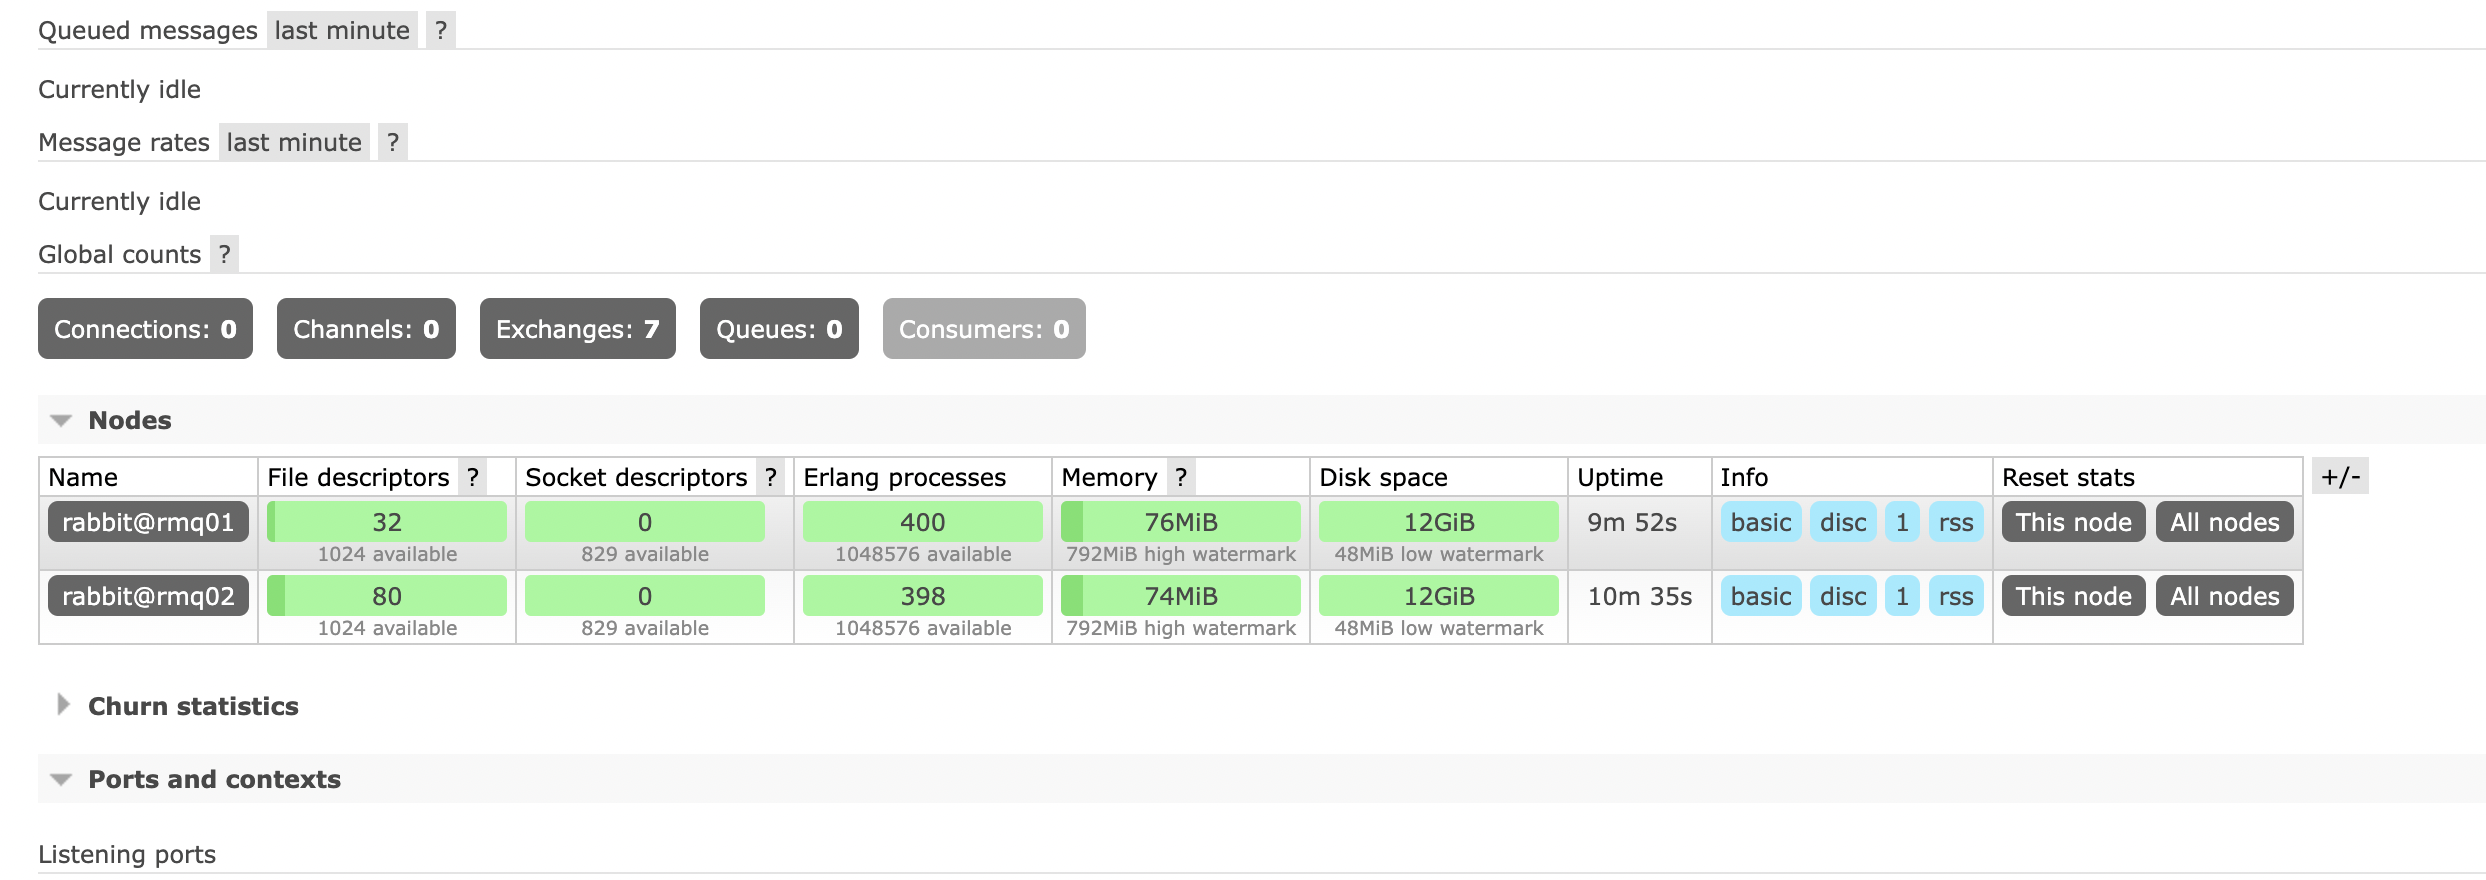 Queued messages last minute ?
Currently idle
Message rates last minute ?
Currently idle
Global counts ?
Connections: 0 Channels: 0 Exchanges: 7 Queues: 0 Consumers: 0
Nodes
Name File descriptors ? Socket descriptors ? Erlang processes Memory ? Disk space Uptime Info Reset stats +/-
rabbit@rmq01 32 0 400 76MiB 12GiB 9m 52s basic disc 1 rss This node All nodes
1024 available 829 available 1048576 available 792MiB high watermark 48MiB low watermark
rabbit@rmq02 80 0 398 74MiB 12GiB 10m 35s basic disc 1 rss This node All nodes
1024 available 829 available 1048576 available 792MiB high watermark 48MiB low watermark
Churn statistics
Ports and contexts
Listening ports